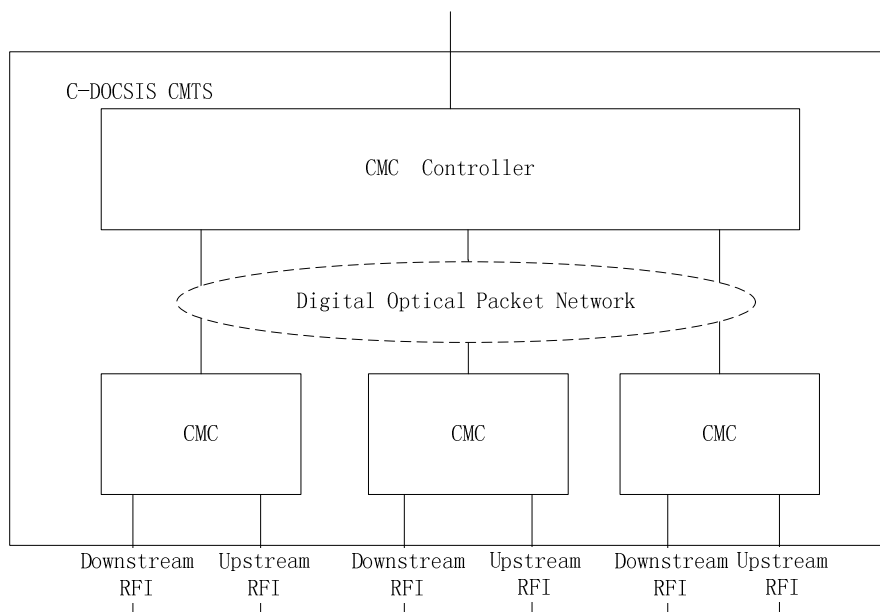 C-DOCSIS CMTS
CMC Controller
Digital Optical Packet Network
CMC
CMC
CMC
Downstream RFI
Upstream RFI
Downstream RFI
Upstream RFI
Downstream RFI
Upstream RFI